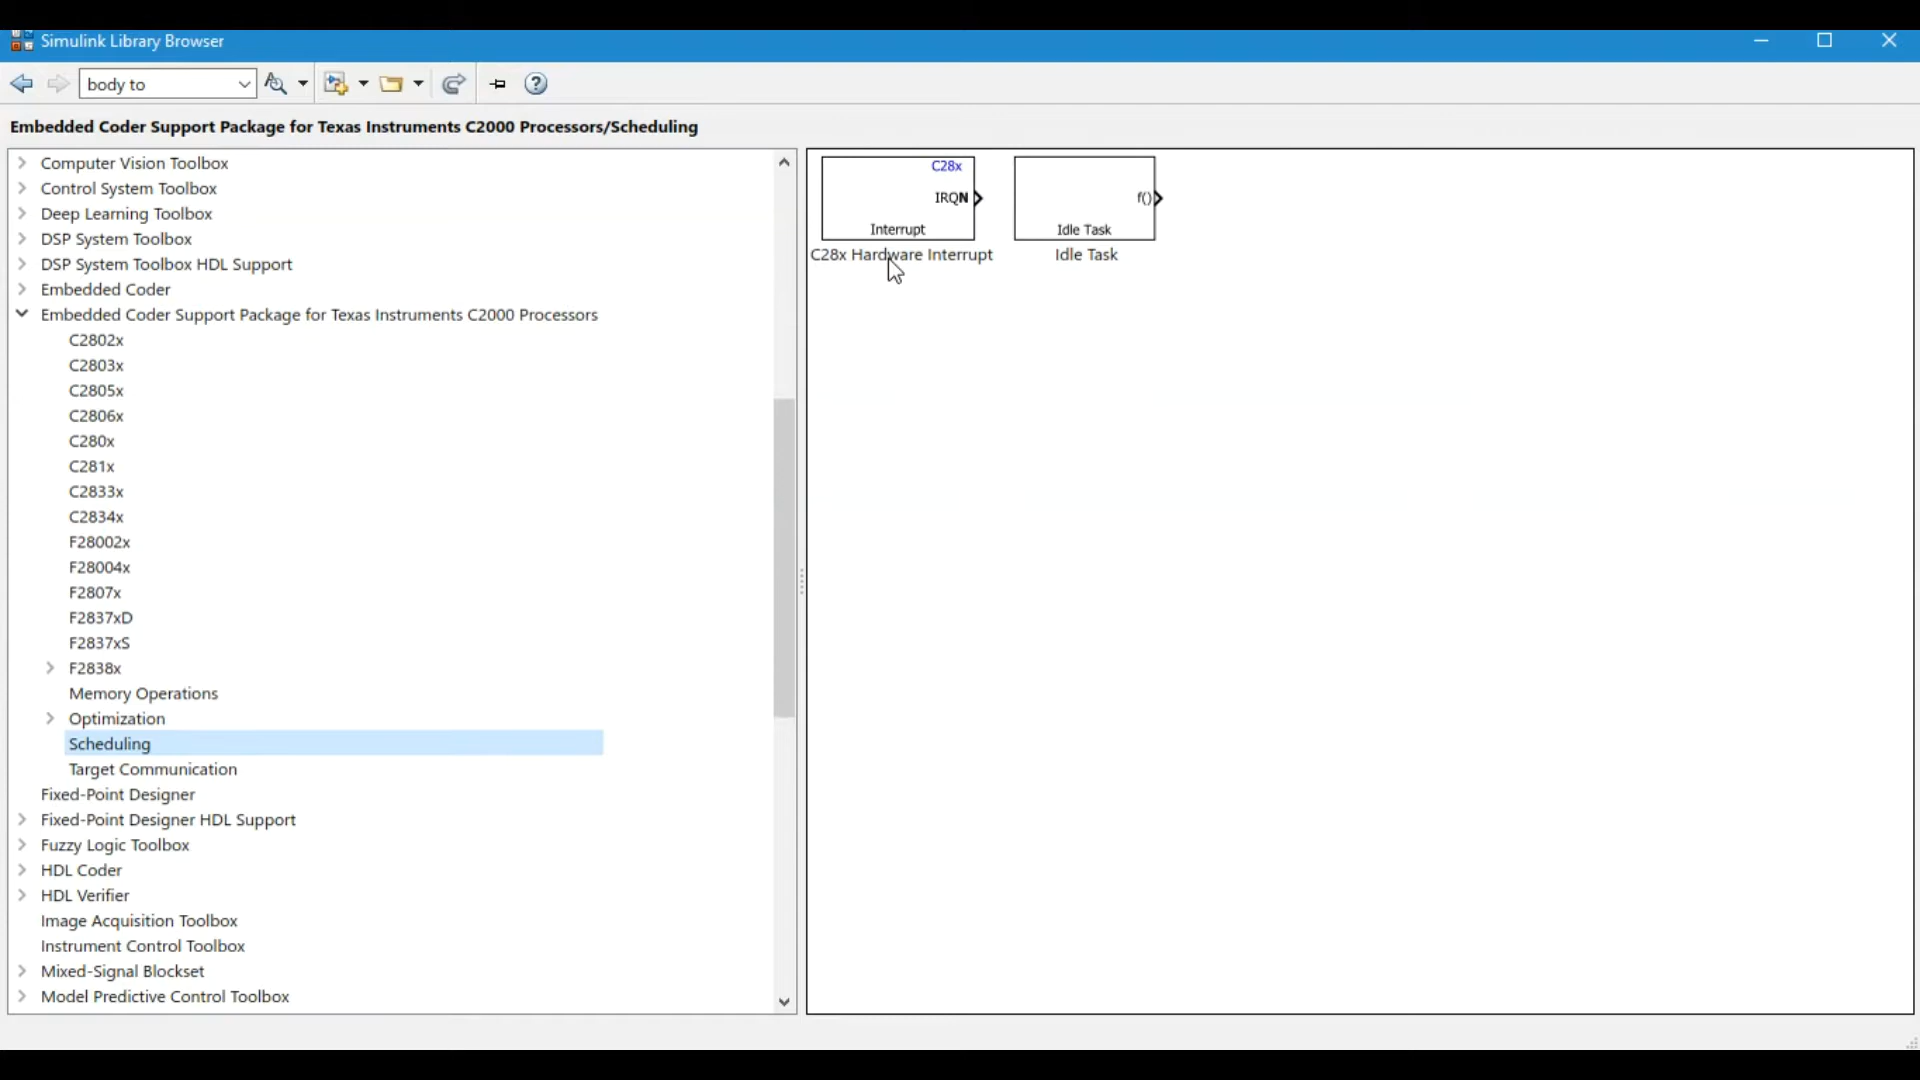 Simulink Library Browser
body to
Embedded Coder Support Package for Texas Instruments C2000 Processors/Scheduling
Computer Vision Toolbox
Control System Toolbox
Deep Learning Toolbox
DSP System Toolbox
DSP System Toolbox HDL Support
Embedded Coder
Embedded Coder Support Package for Texas Instruments C2000 Processors
C2802x
C2803x
C2805x
C2806x
C280x
C281x
C2833x
C2834x
F28002x
F28004x
F2807x
F2837xD
F2837xS
F2838x
Memory Operations
Optimization
Scheduling
Target Communication
Fixed-Point Designer
Fixed-Point Designer HDL Support
Fuzzy Logic Toolbox
HDL Coder
HDL Verifier
Image Acquisition Toolbox
Instrument Control Toolbox
Mixed-Signal Blockset
Model Predictive Control Toolbox
C28x
IRQN
Interrupt
C28x Hardware Interrupt
f()
Idle Task
Idle Task